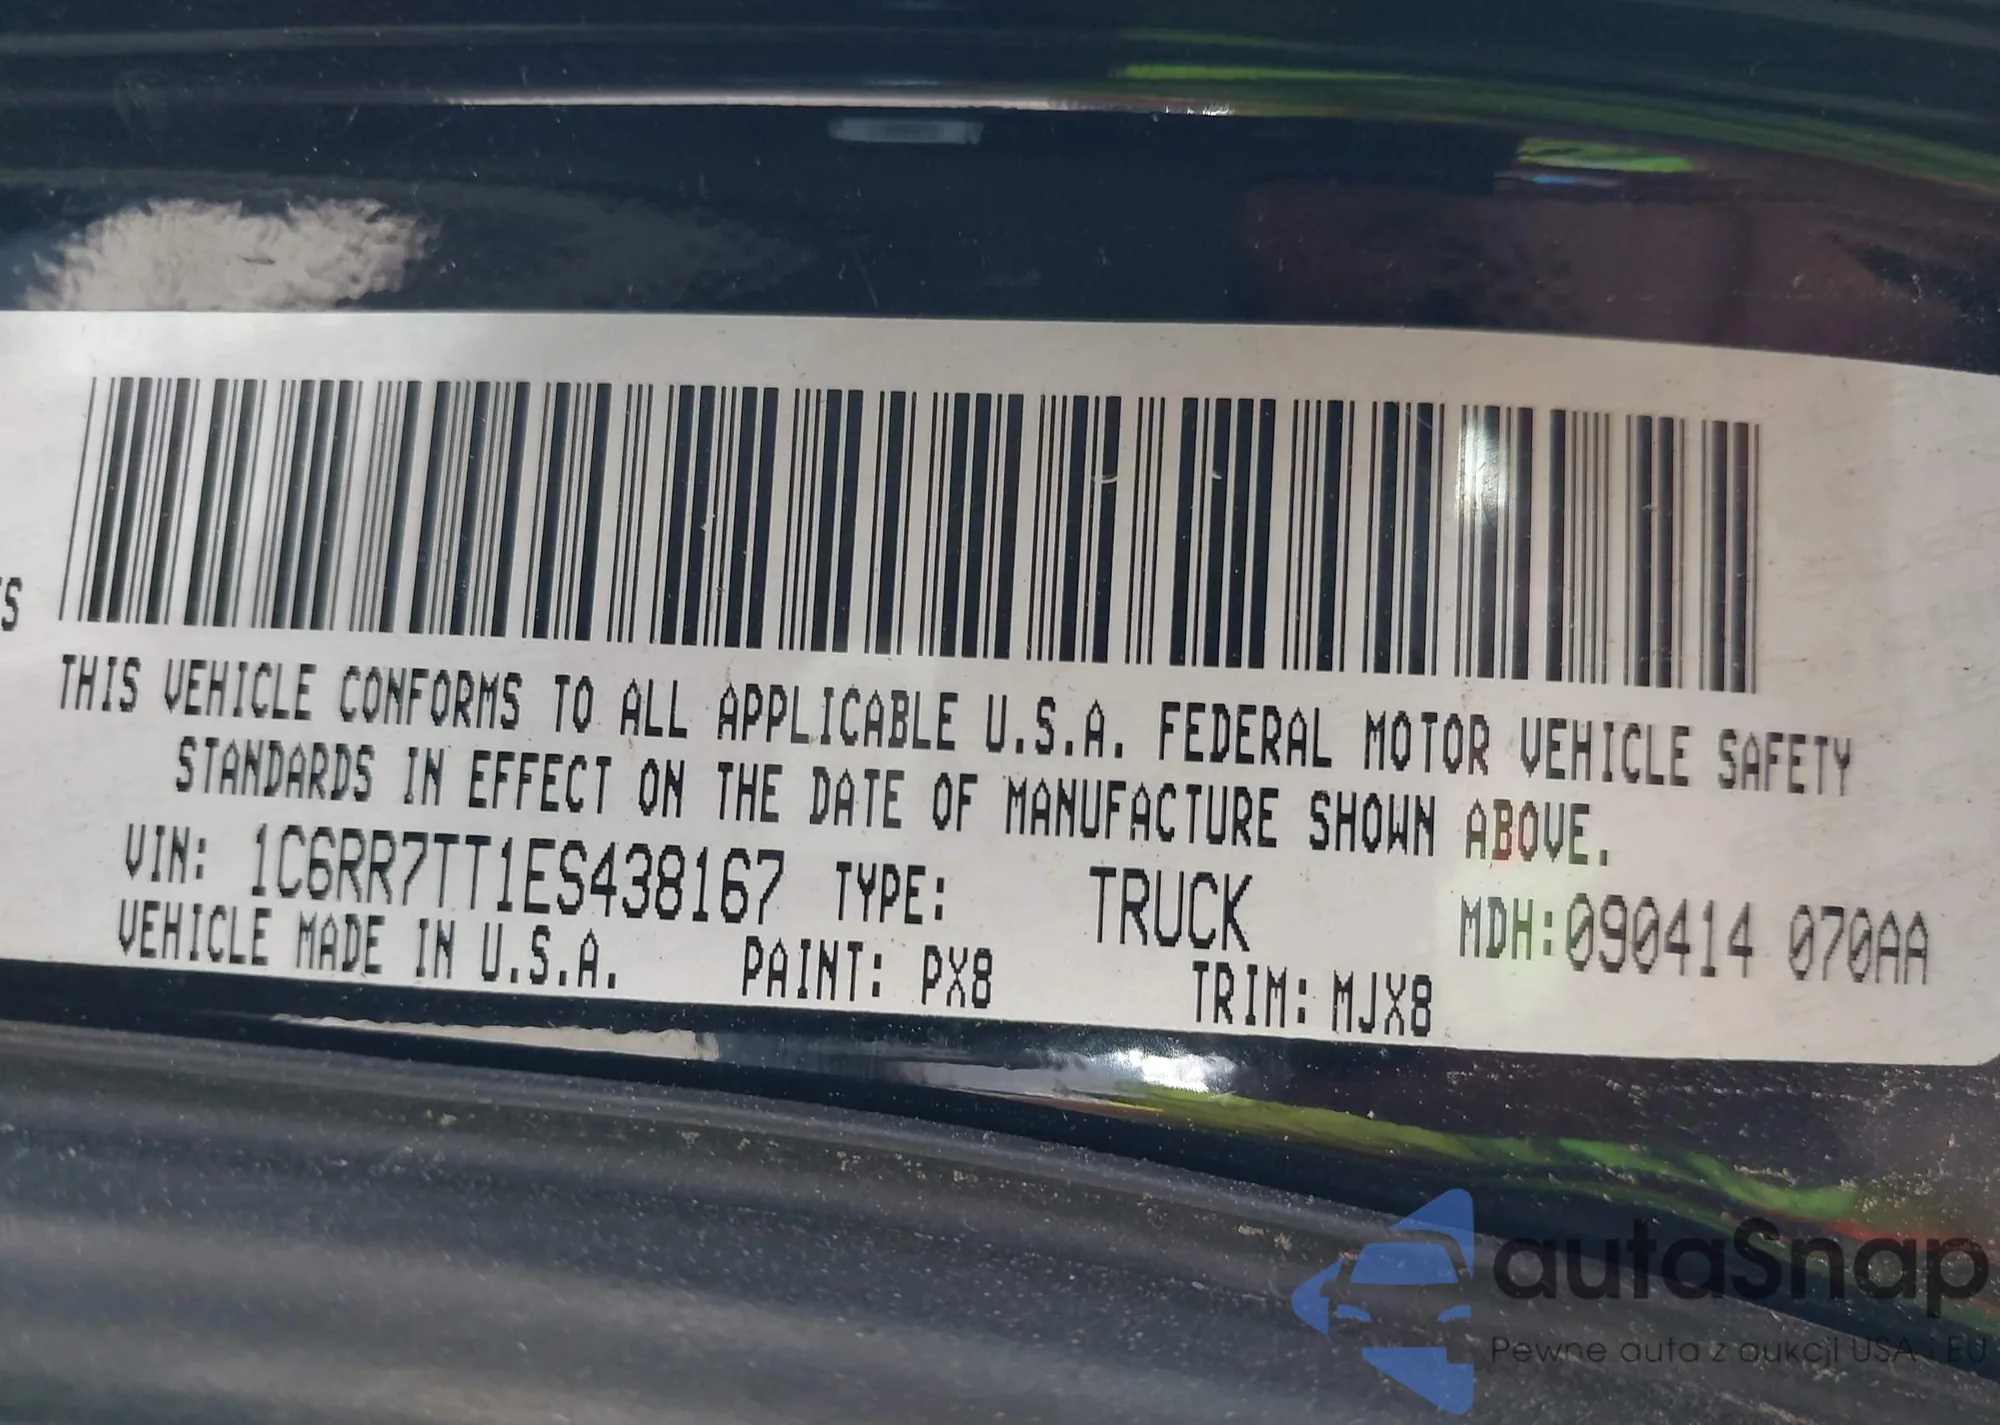 THIS VEHICLE CONFORMS TO ALL APPLICABLE U.S.A. FEDERAL MOTOR VEHICLE SAFETY
STANDARDS IN EFFECT ON THE DATE OF MANUFACTURE SHOWN ABOVE.
VIN: 1C6RR7TT1ES438167 TYPE: TRUCK MDH:090414 070AA
VEHICLE MADE IN U.S.A. PAINT: PX8 TRIM: MJX8
autaSnap
Pewne auta z aukcji USA i EU